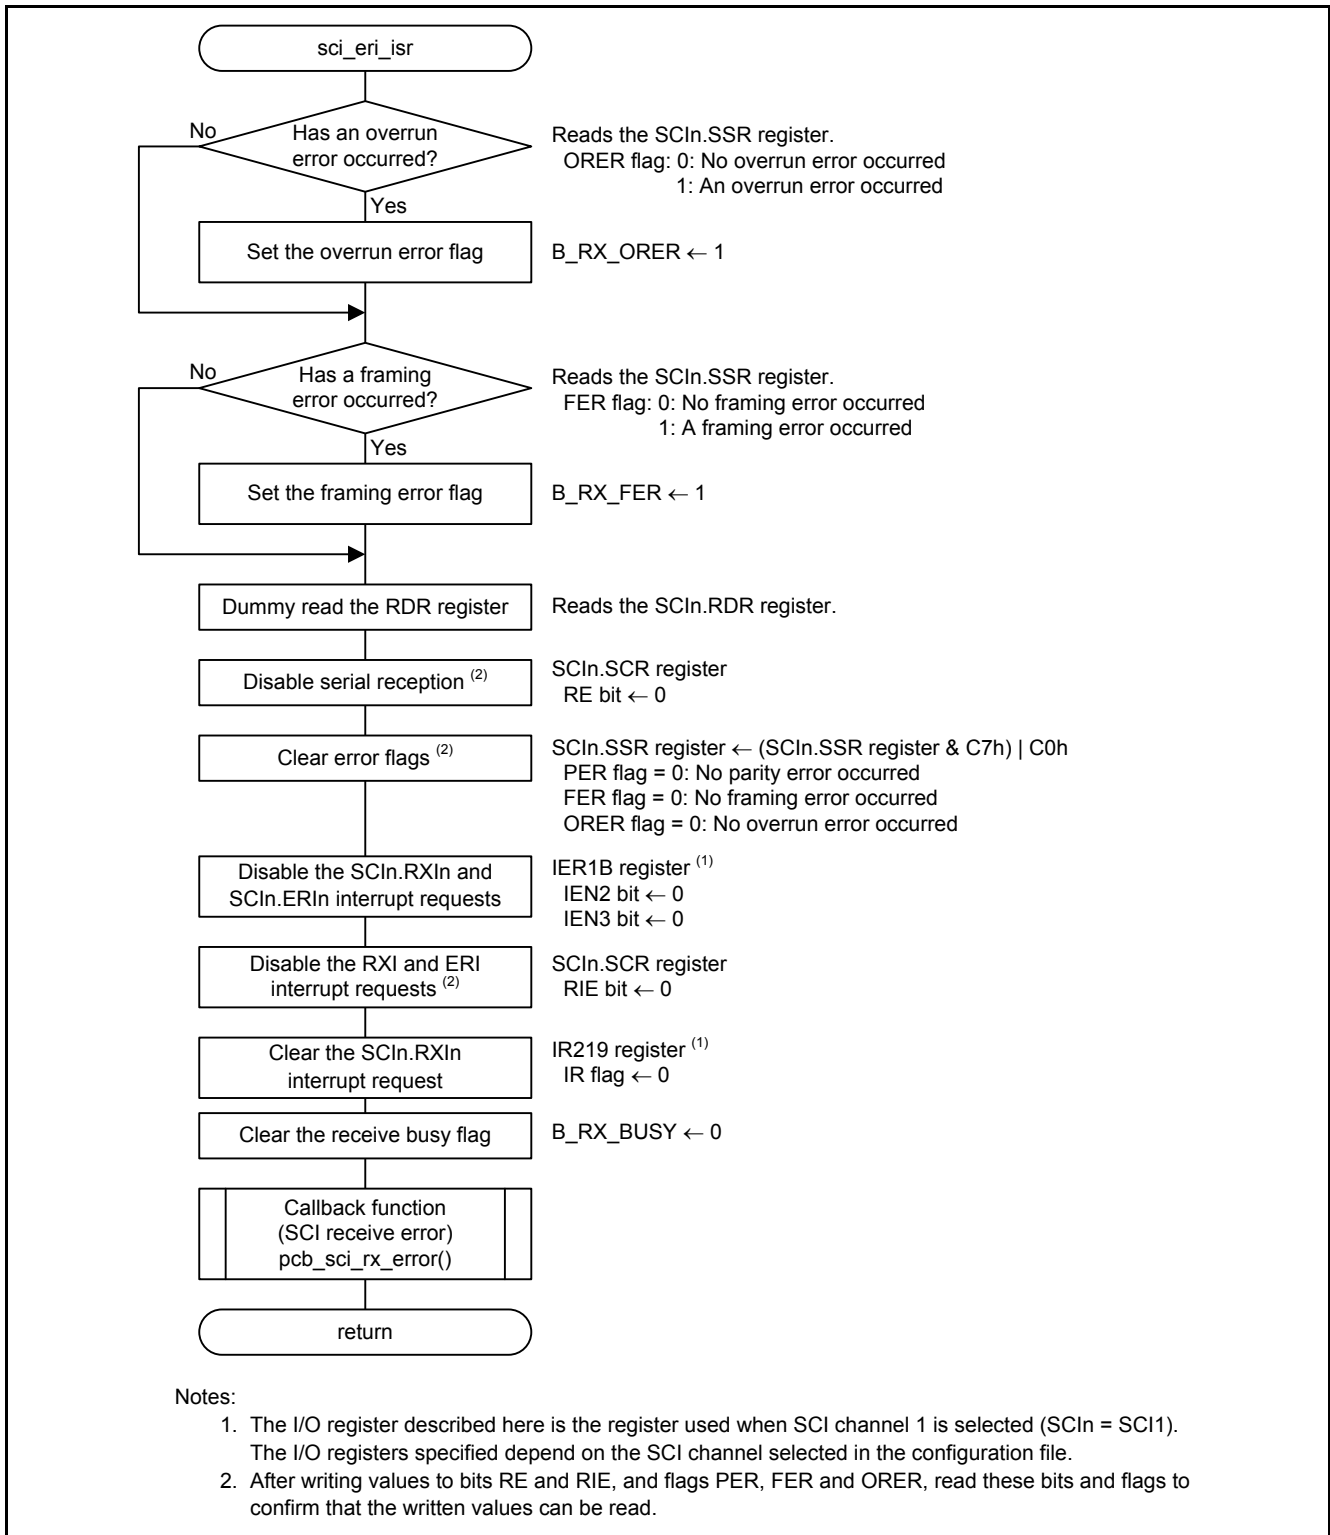 sci_eri_isr
No
Has an overrun
error occurred?
Reads the SCIn.SSR register.
ORER flag: 0: No overrun error occurred
1: An overrun error occurred
Yes
Set the overrun error flag
B_RX_ORER ← 1
No
Has a framing
error occurred?
Reads the SCIn.SSR register.
FER flag: 0: No framing error occurred
1: A framing error occurred
Yes
Set the framing error flag
B_RX_FER ← 1
Dummy read the RDR register
Reads the SCIn.RDR register.
Disable serial reception (2)
SCIn.SCR register
RE bit ← 0
Clear error flags (2)
SCIn.SSR register ← (SCIn.SSR register & C7h) | C0h
PER flag = 0: No parity error occurred
FER flag = 0: No framing error occurred
ORER flag = 0: No overrun error occurred
Disable the SCIn.RXIn and
SCIn.ERIn interrupt requests
IER1B register (1)
IEN2 bit ← 0
IEN3 bit ← 0
Disable the RXI and ERI
interrupt requests (2)
SCIn.SCR register
RIE bit ← 0
Clear the SCIn.RXIn
interrupt request
IR219 register (1)
IR flag ← 0
Clear the receive busy flag
B_RX_BUSY ← 0
Callback function
(SCI receive error)
pcb_sci_rx_error()
return
Notes:
1. The I/O register described here is the register used when SCI channel 1 is selected (SCIn = SCI1).
The I/O registers specified depend on the SCI channel selected in the configuration file.
2. After writing values to bits RE and RIE, and flags PER, FER and ORER, read these bits and flags to
confirm that the written values can be read.